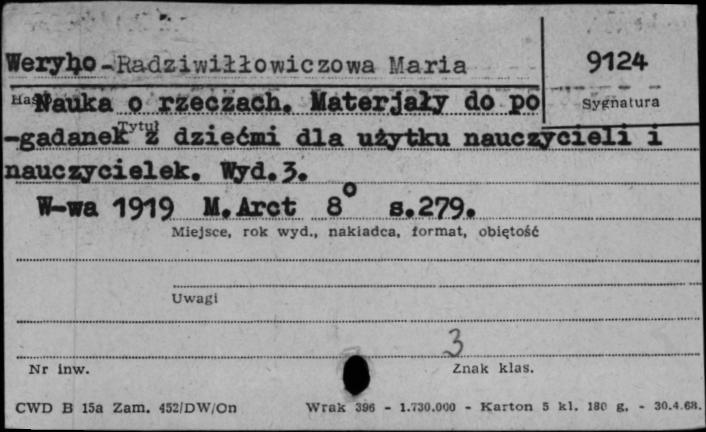 Weryho-Radziwiłłowiczowa Maria
9124
Hasło
Sygnatura
Nauka o rzeczach. Materjały do po
Tytuł
-gadanek z dziećmi dla użytku nauczycieli i
nauczycielek. Wyd.3.
W-wa 1919 M.Arct 8° s.279.
Miejsce, rok wyd., nakładca, format, objętość
Uwagi
3
Nr inw.
Znak klas.
CWD B 15a Zam. 452/DW/On
Wrak 396 - 1.730.000 - Karton 5 kl. 180 g. - 30.4.68.